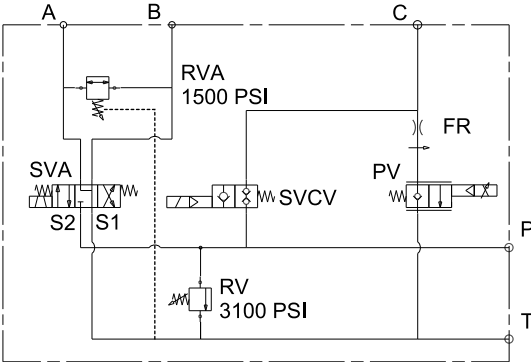 A B C
RVA
1500 PSI
FR
SVA
PV
SVCV
S2 S1
P
RV
3100 PSI
T